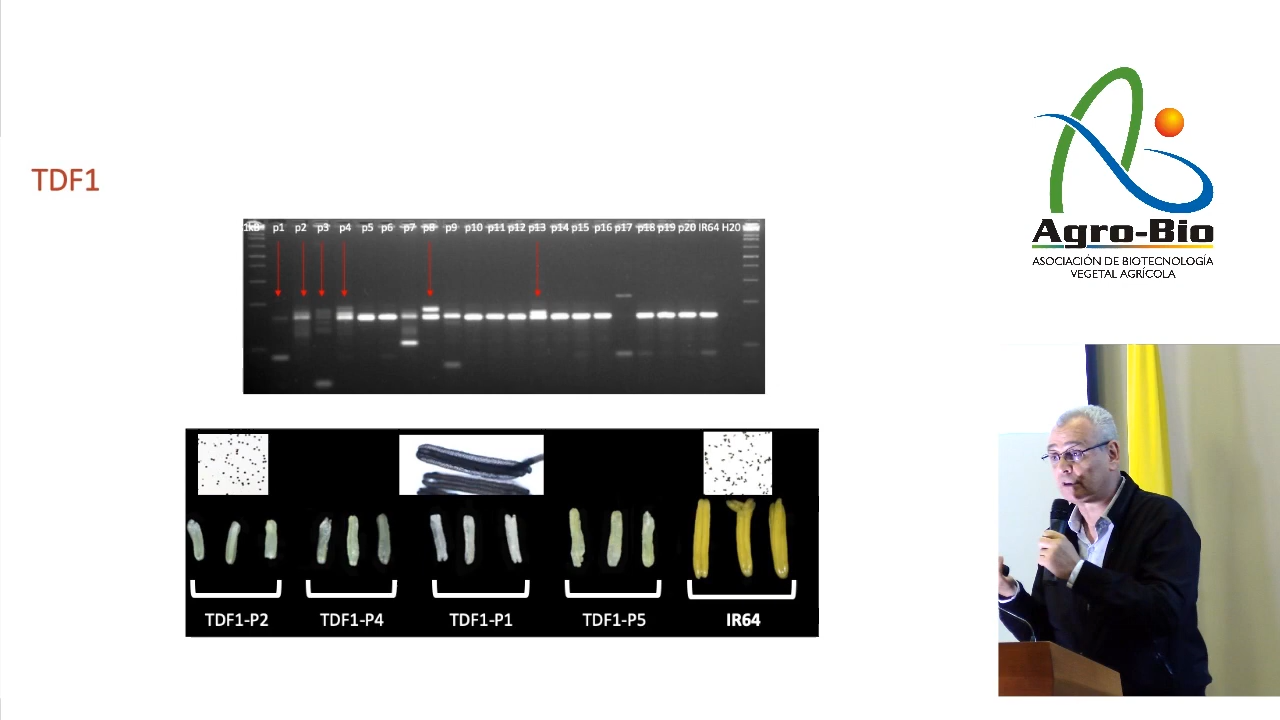 TDF1
1kB p1 p2 p3 p4 p5 p6 p7 p8 p9 p10 p11 p12 p13 p14 p15 p16 p17 p18 p19 p20 IR64 H20
TDF1-P2 TDF1-P4 TDF1-P1 TDF1-P5 IR64
Agro-Bio
ASOCIACIÓN DE BIOTECNOLOGÍA
VEGETAL AGRÍCOLA